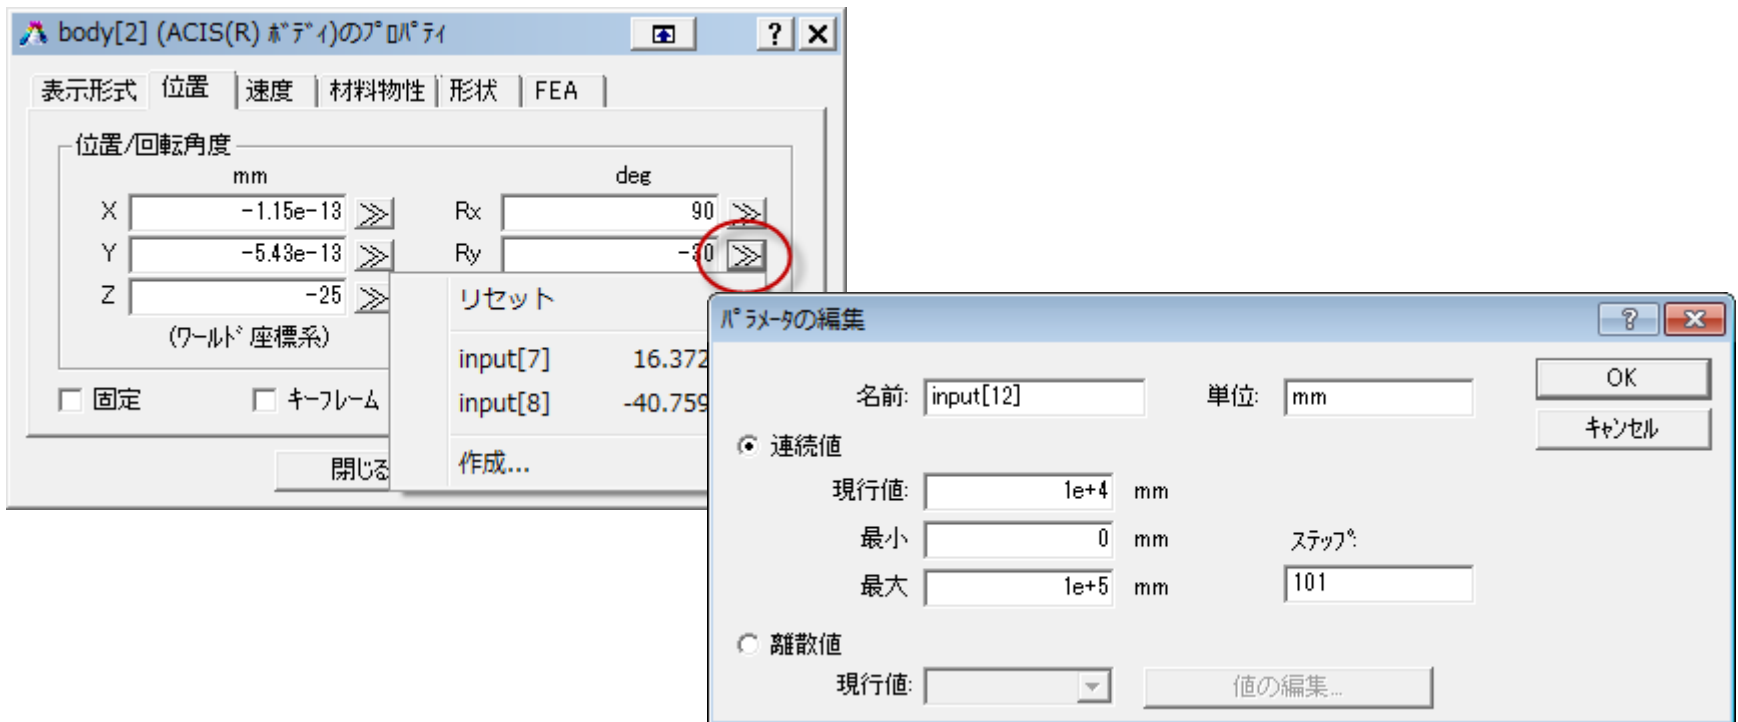 body[2] (ACIS(R) ﾎﾞﾃﾞｨ)のﾌﾟﾛﾊﾟﾃｨ
?
表示形式 位置 速度 材料物性 形状 FEA
位置/回転角度
mm deg
X -1.15e-13 Rx 90
Y -5.43e-13 Ry -30
Z -25
(ワールﾄﾞ座標系)
固定 キーフレーム
閉じる
リセット
input[7] 16.372
input[8] -40.759
作成...
ﾊﾟﾗﾒｰﾀの編集
?
名前: input[12] 単位: mm
OK
キャンセル
連続値
現行値: 1e+4 mm
最小 0 mm ステップ:
最大 1e+5 mm 101
離散値
現行値: 値の編集...